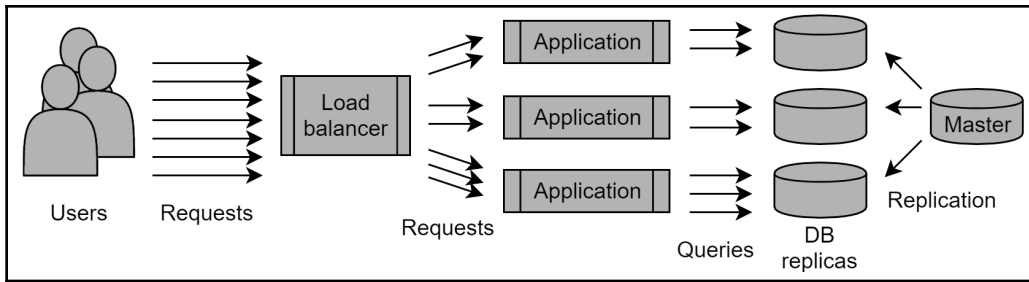 Application
Load
balancer
Application
Master
Application
Users
Requests
Requests
Queries
DB
replicas
Replication